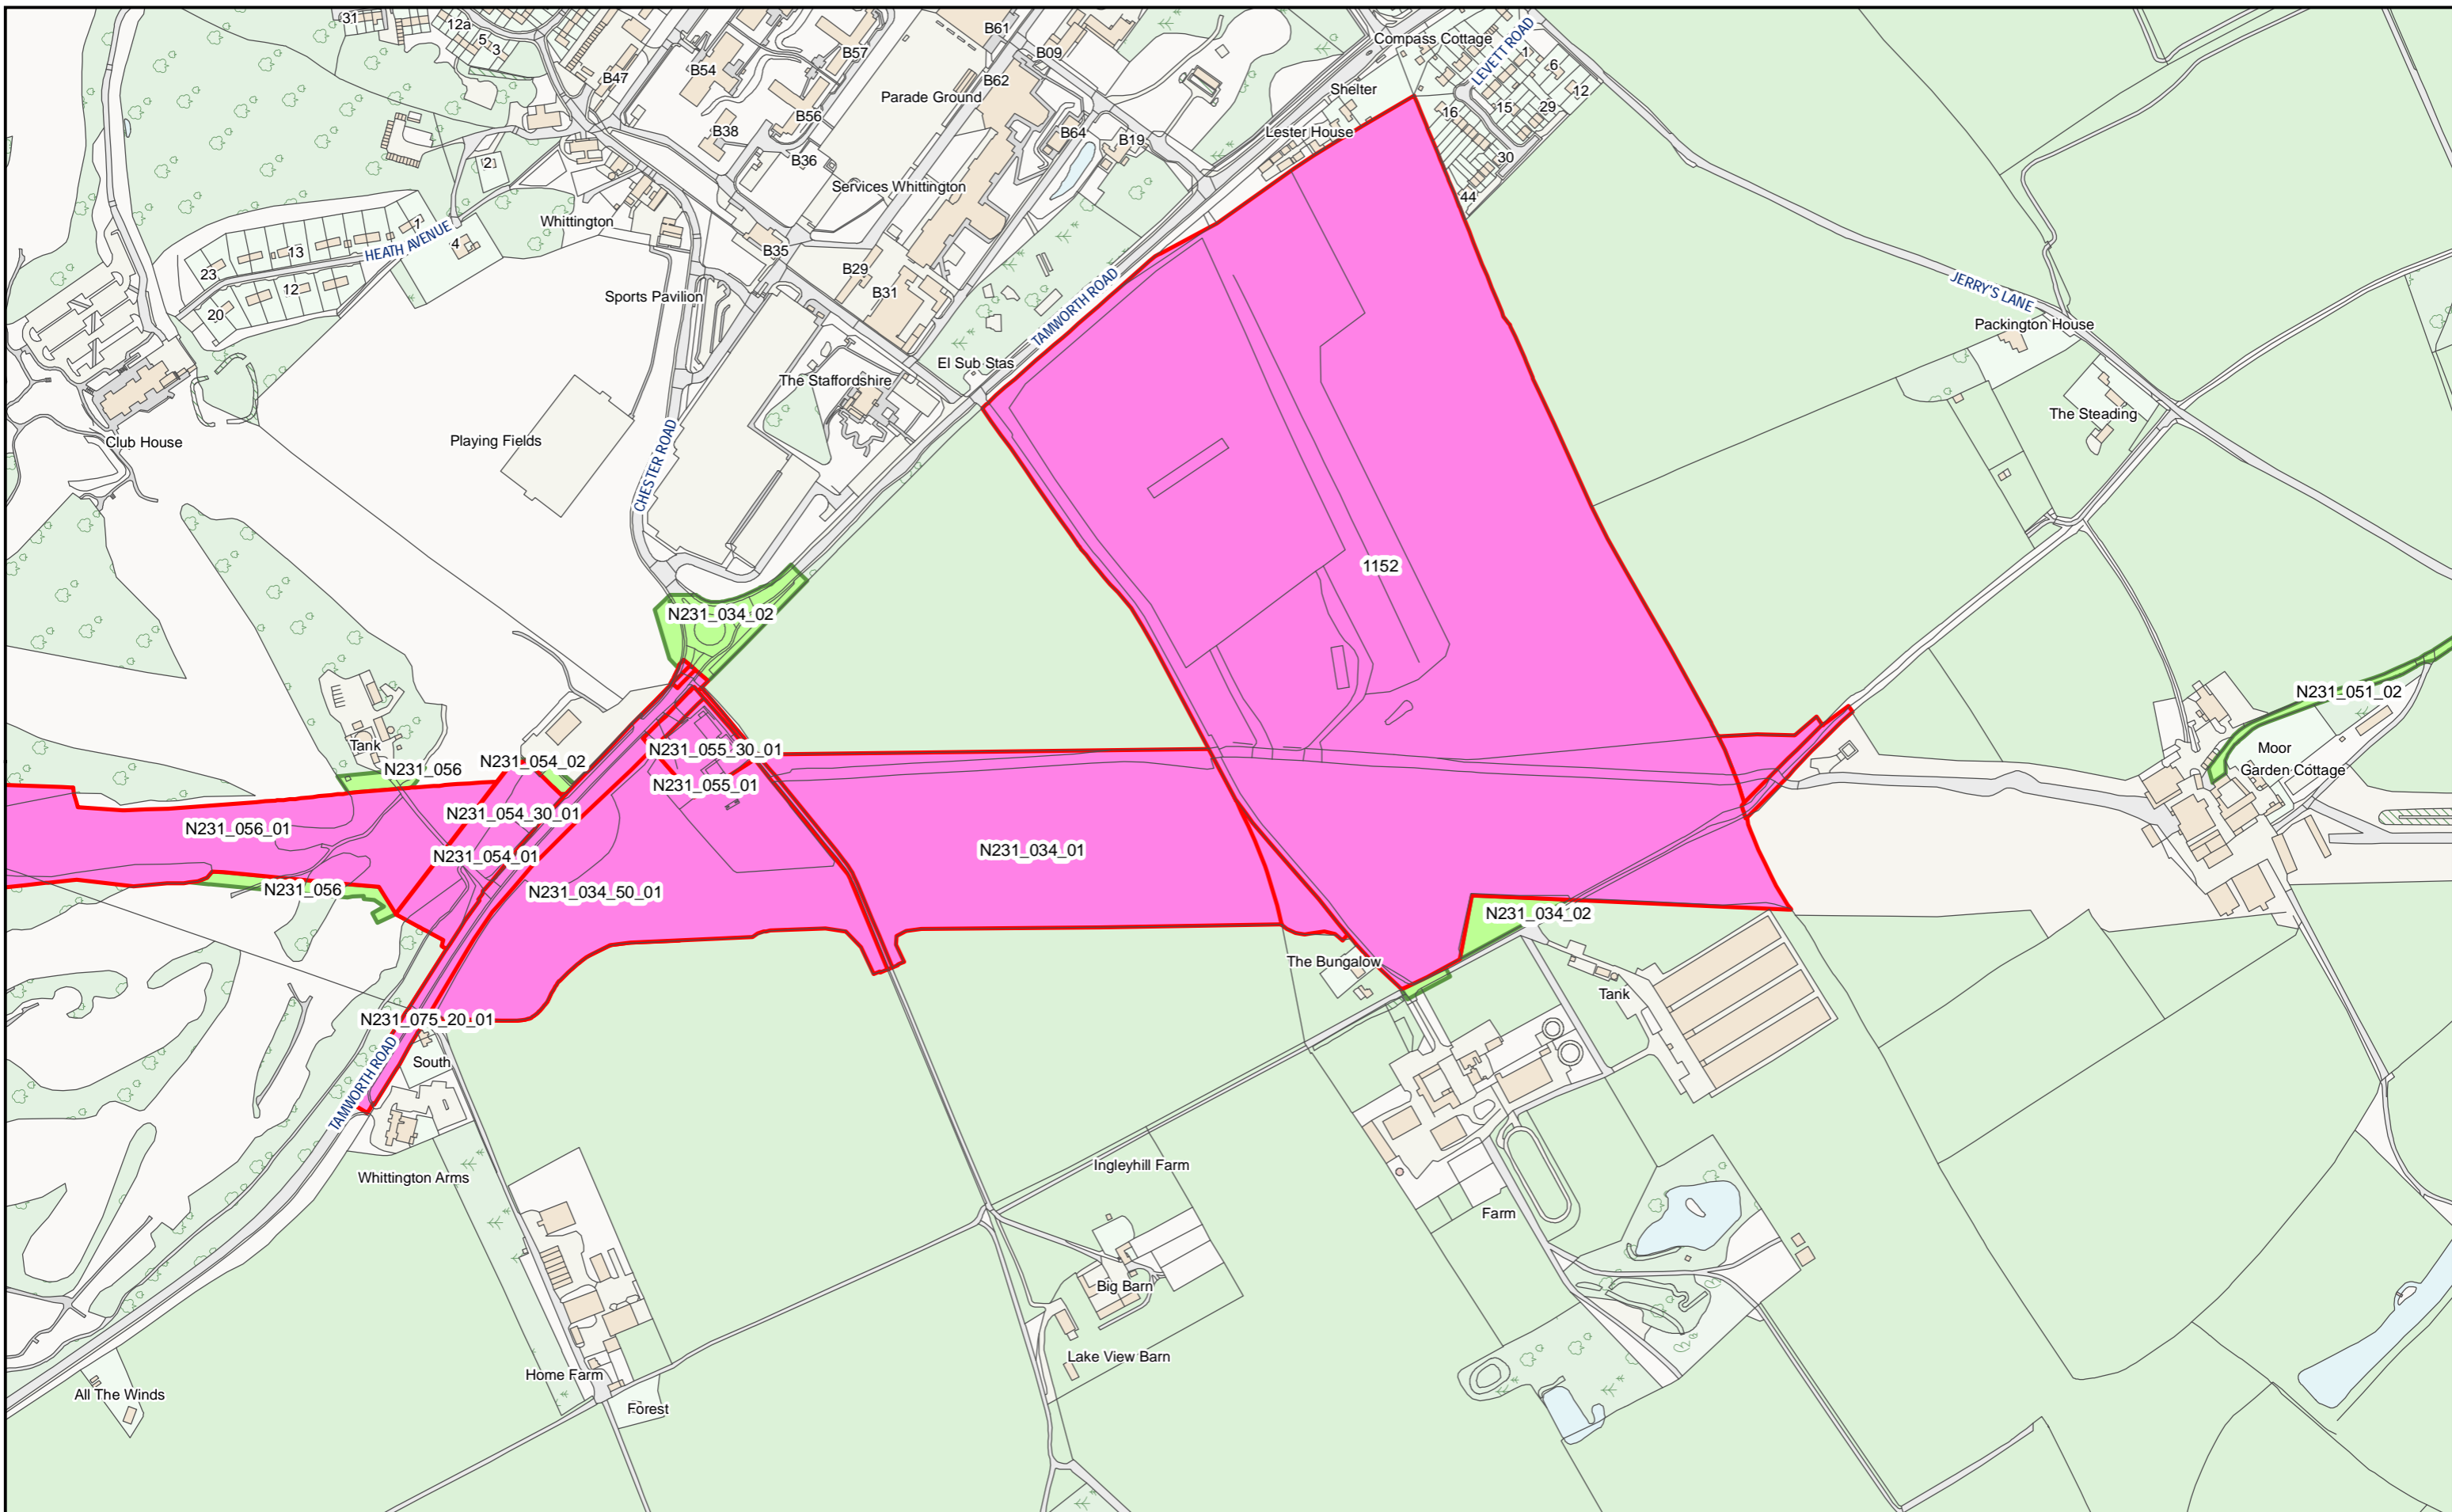 31
12a
5
3
B47
B54
B57
B61
B09
B62
Parade Ground
Compass Cottage
LEVETT ROAD
1
6
12
Shelter
16
15
29
Lester House
30
44
B38
B56
B36
B64
B19
2
Services Whittington
Whittington
1
4
HEATH AVENUE
13
23
12
20
B35
B29
B31
Sports Pavilion
TAMWORTH ROAD
JERRY'S LANE
Packington House
El Sub Stas
The Staffordshire
The Steading
Club House
Playing Fields
CHESTER ROAD
1152
N231_034_02
N231_051_02
Tank
N231_056
N231_054_02
N231_055_30_01
N231_055_01
Moor
Garden Cottage
N231_054_30_01
N231_056_01
N231_054_01
N231_034_01
N231_056
N231_034_50_01
N231_034_02
The Bungalow
Tank
N231_075_20_01
TAMWORTH ROAD
South
Whittington Arms
Ingleyhill Farm
Farm
Big Barn
Lake View Barn
Home Farm
All The Winds
Forest